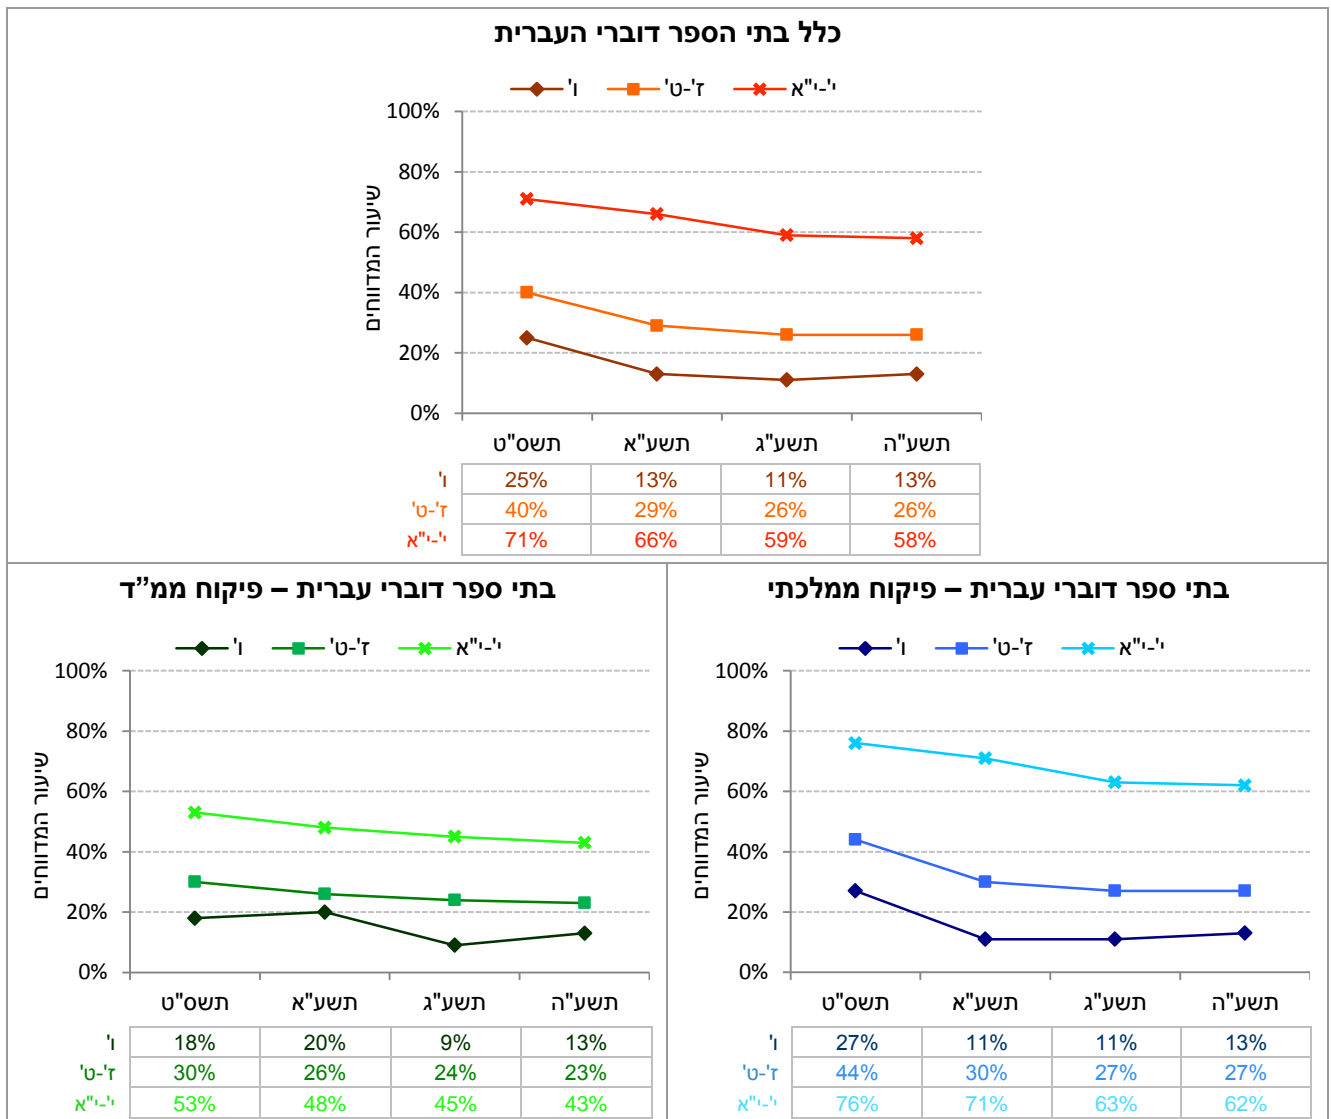 כלל בתי הספר דוברי העברית
ו' ז'-ט' י'-י"א
100%
80%
60%
40%
20%
0%
שיעור המדווחים
תשס"ט תשע"א תשע"ג תשע"ה
ו' 25% 13% 11% 13%
ז'-ט' 40% 29% 26% 26%
י'-י"א 71% 66% 59% 58%
בתי ספר דוברי עברית – פיקוח ממלכתי
ו' ז'-ט' י'-י"א
100%
80%
60%
40%
20%
0%
שיעור המדווחים
תשס"ט תשע"א תשע"ג תשע"ה
ו' 27% 11% 11% 13%
ז'-ט' 44% 30% 27% 27%
י'-י"א 76% 71% 63% 62%
בתי ספר דוברי עברית – פיקוח ממ”ד
ו' ז'-ט' י'-י"א
100%
80%
60%
40%
20%
0%
שיעור המדווחים
תשס"ט תשע"א תשע"ג תשע"ה
ו' 18% 20% 9% 13%
ז'-ט' 30% 26% 24% 23%
י'-י"א 53% 48% 45% 43%